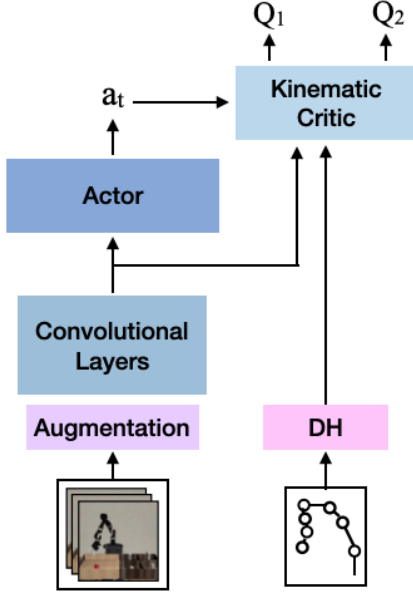 Q1 Q2
Kinematic
Critic
at
Actor
Convolutional
Layers
Augmentation
DH